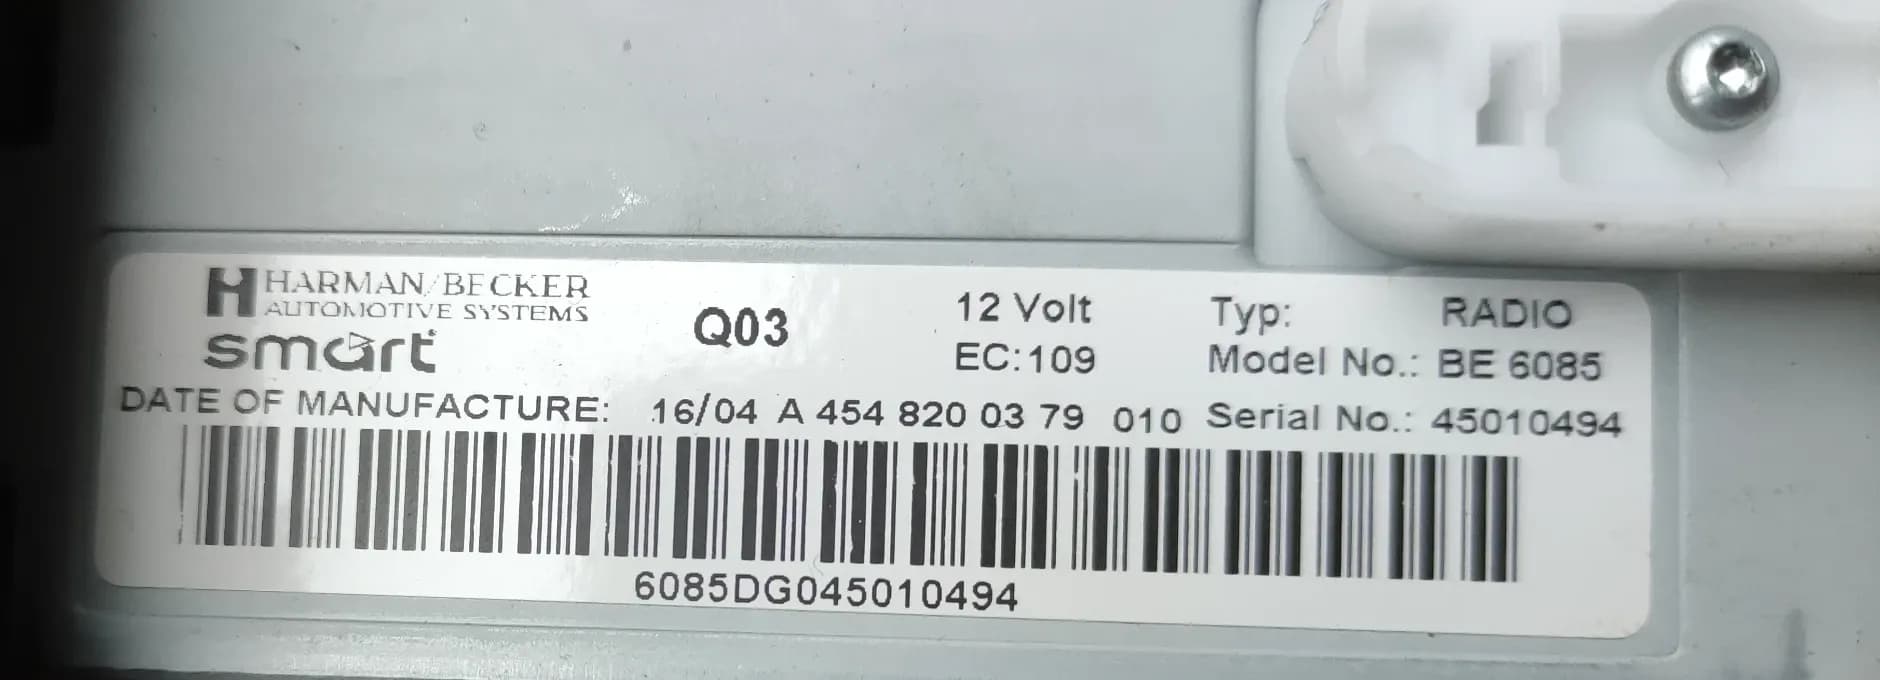 HARMAN/BECKER
AUTOMOTIVE SYSTEMS
smart
Q03
12 Volt
EC:109
Typ: RADIO
Model No.: BE 6085
DATE OF MANUFACTURE: 16/04 A 454 820 03 79 010 Serial No.: 45010494
6085DG045010494